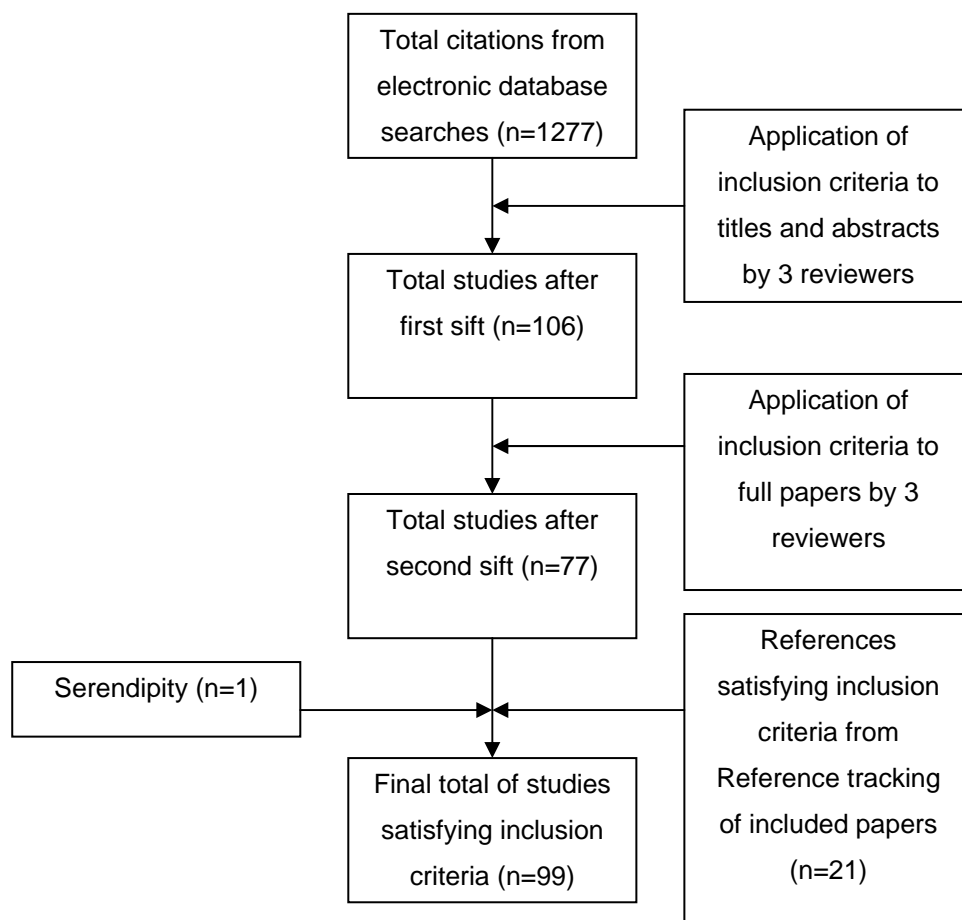 Total citations from
electronic database
searches (n=1277)
Application of
inclusion criteria to
titles and abstracts
by 3 reviewers
Total studies after
first sift (n=106)
Application of
inclusion criteria to
full papers by 3
reviewers
Total studies after
second sift (n=77)
Serendipity (n=1)
References
satisfying inclusion
criteria from
Reference tracking
of included papers
(n=21)
Final total of studies
satisfying inclusion
criteria (n=99)